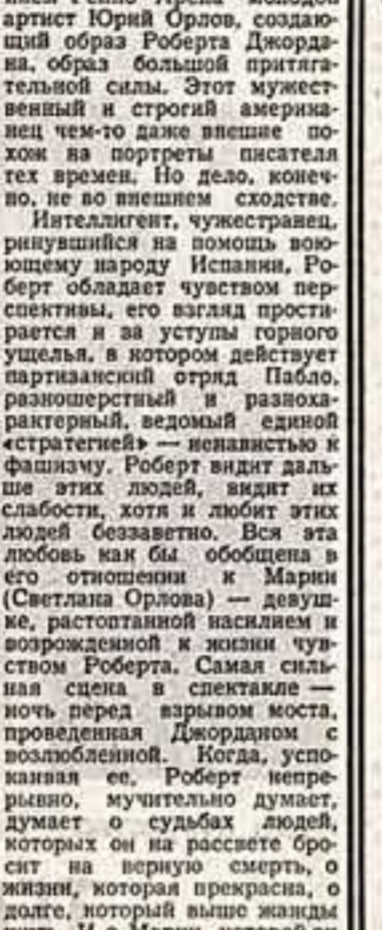 артист Юрий Орлов, создаю-
щий образ Роберта Джорда-
на, образ большой притяга-
тельной силы. Этот мужест-
венный и строгий америка-
нец чем-то даже внешне по-
хож на портреты писателя
тех времен. Но дело, конеч-
но, не во внешнем сходстве.
Интеллигент, чужестранец,
ринувшийся на помощь вою-
ющему народу Испании, Ро-
берт обладает чувством пер-
спективы, его взгляд прости-
рается и за уступы горного
ущелья, в котором действует
партизанский отряд Пабло,
разношерстный и разноха-
рактерный, ведомый единой
«стратегией» — ненавистью к
фашизму. Роберт видит даль-
ше этих людей, видит их
слабости, хотя и любит этих
людей беззаветно. Вся эта
любовь как бы обобщена в
его отношении к Марии
(Светлана Орлова) — девуш-
ке, растоптанной насилием и
возрожденной к жизни чув-
ством Роберта. Самая силь-
ная сцена в спектакле —
ночь перед взрывом моста,
проведенная Джорданом с
возлюбленной. Когда, успо-
каивая ее, Роберт непре-
рывно, мучительно думает,
думает о судьбах людей,
которых он на рассвете бро-
сит на верную смерть, о
жизни, которая прекрасна, о
долге, который выше жажды